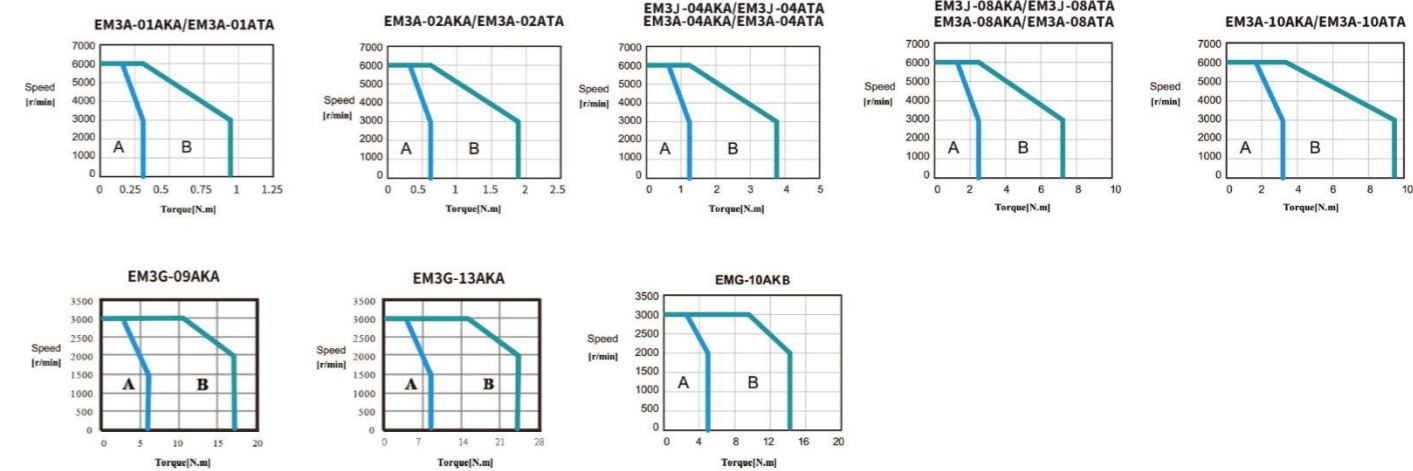 EM3A-01AKA/EM3A-01ATA
7000
6000
5000
4000
3000
2000
1000
0
Speed
[r/min]
A B
0 0.25 0.5 0.75 1 1.25
Torque[N.m]
EM3A-02AKA/EM3A-02ATA
7000
6000
5000
4000
3000
2000
1000
0
Speed
[r/min]
A B
0 0.5 1 1.5 2 2.5
Torque[N.m]
EM3J-04AKA/EM3J-04ATA
EM3A-04AKA/EM3A-04ATA
7000
6000
5000
4000
3000
2000
1000
0
Speed
[r/min]
A B
0 1 2 3 4 5
Torque[N.m]
EM3J-08AKA/EM3J-08ATA
EM3A-08AKA/EM3A-08ATA
7000
6000
5000
4000
3000
2000
1000
0
Speed
[r/min]
A B
0 2 4 6 8 10
Torque[N.m]
EM3A-10AKA/EM3A-10ATA
7000
6000
5000
4000
3000
2000
1000
0
Speed
[r/min]
A B
0 2 4 6 8 10
Torque[N.m]
EM3G-09AKA
3500
3000
2500
2000
1500
1000
500
0
Speed
[r/min]
A B
0 5 10 15 20
Torque[N.m]
EM3G-13AKA
3500
3000
2500
2000
1500
1000
500
0
Speed
[r/min]
A B
0 7 14 21 28
Torque[N.m]
EMG-10AKB
3500
3000
2500
2000
1500
1000
500
0
Speed
[r/min]
A B
0 4 8 12 16 20
Torque[N.m]